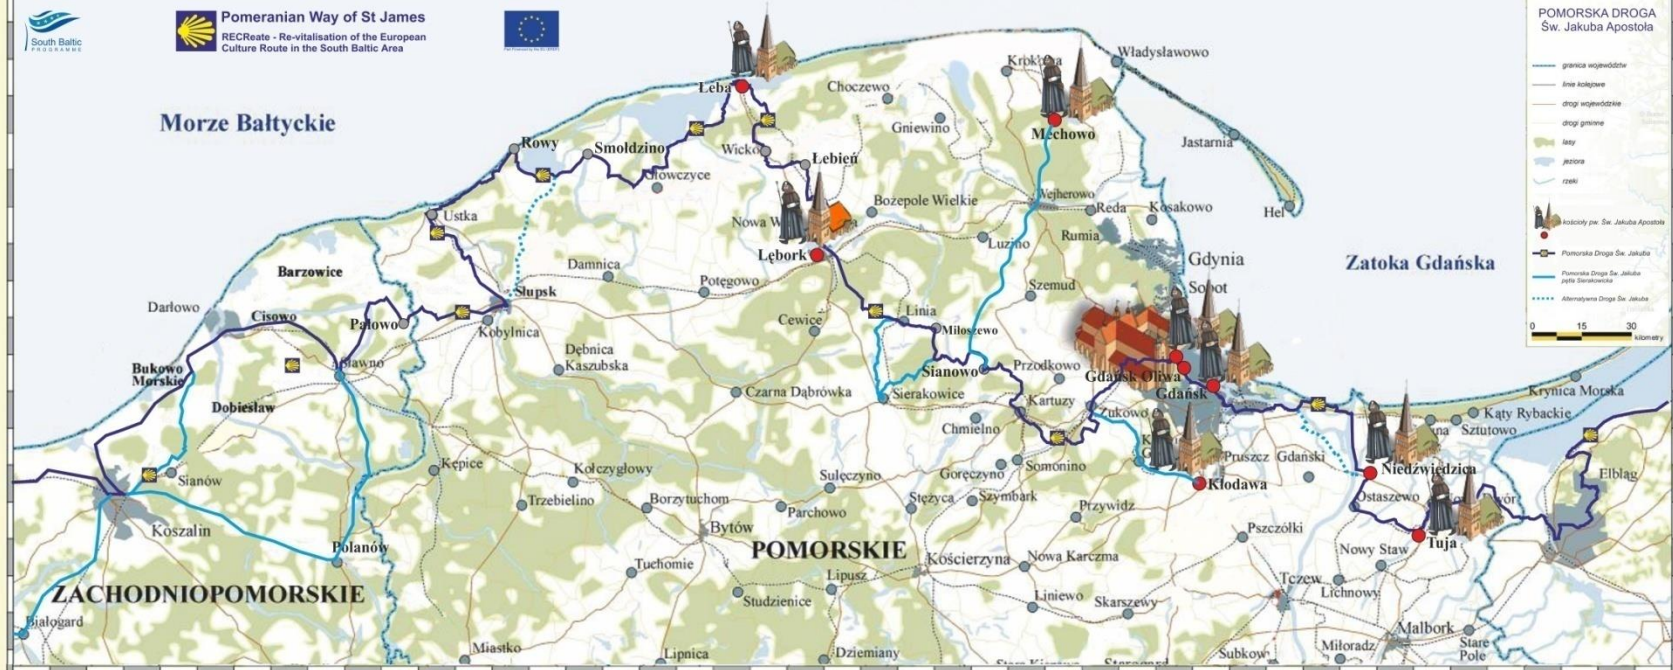 South Baltic
PROGRAMME
Pomeranian Way of St James
RECReate - Re-vitalisation of the European
Culture Route in the South Baltic Area
POMORSKA DROGA
Św. Jakuba Apostoła
granica województw
linie kolejowe
drogi wojewódzkie
drogi gminne
lasy
jeziora
rzeki
kościoły pw. Św. Jakuba Apostoła
Pomorska Droga Św. Jakuba
Pomorska Droga Św. Jakuba
pętla Sierakowicka
Alternatywna Droga Św. Jakuba
0 15 30
kilometry
Morze Bałtyckie
Zatoka Gdańska
Władysławowo
Łeba
Choczewo
Gniewino
Mechowo
Jastarnia
Hel
Rowy
Smołdzino
Wicko
Łebień
Główczyce
Ustka
Nowa
Bożepole Wielkie
Wejherowo
Reda
Kosakowo
Rumia
Luzino
Lębork
Gdynia
Barzowice
Damnica
Potęgowo
Szemud
Sopot
Słupsk
Darłowo
Cisowo
Pałowo
Kobylnica
Cewice
Linia
Miłoszewo
Dębnica
Kaszubska
Sławno
Bukowo
Morskie
Sianowo
Przodkowo
Gdańsk Oliwa
Gdańsk
Czarna Dąbrówka
Sierakowice
Kartuzy
Żukowo
Krynica Morska
Kąty Rybackie
Sztutowo
Dobiesław
Chmielno
Kępice
Kołczygłowy
Sulęczyno
Goręczyno
Somonino
Pruszcz Gdański
Niedźwiedzica
Elbląg
Sianów
Kłodawa
Trzebielino
Borzytuchom
Parchowo
Stężyca
Szymbark
Przywidz
Ostaszewo
Koszalin
Bytów
Pszczółki
Tuja
Polanów
POMORSKIE
Kościerzyna
Nowa Karczma
Nowy Staw
Tuchomie
Lipusz
Tczew
Lichnowy
ZACHODNIOPOMORSKIE
Studzienice
Liniewo
Skarszewy
Białogard
Malbork
Miastko
Lipnica
Dziemiany
Subkowy
Miłoradz
Stare
Pole